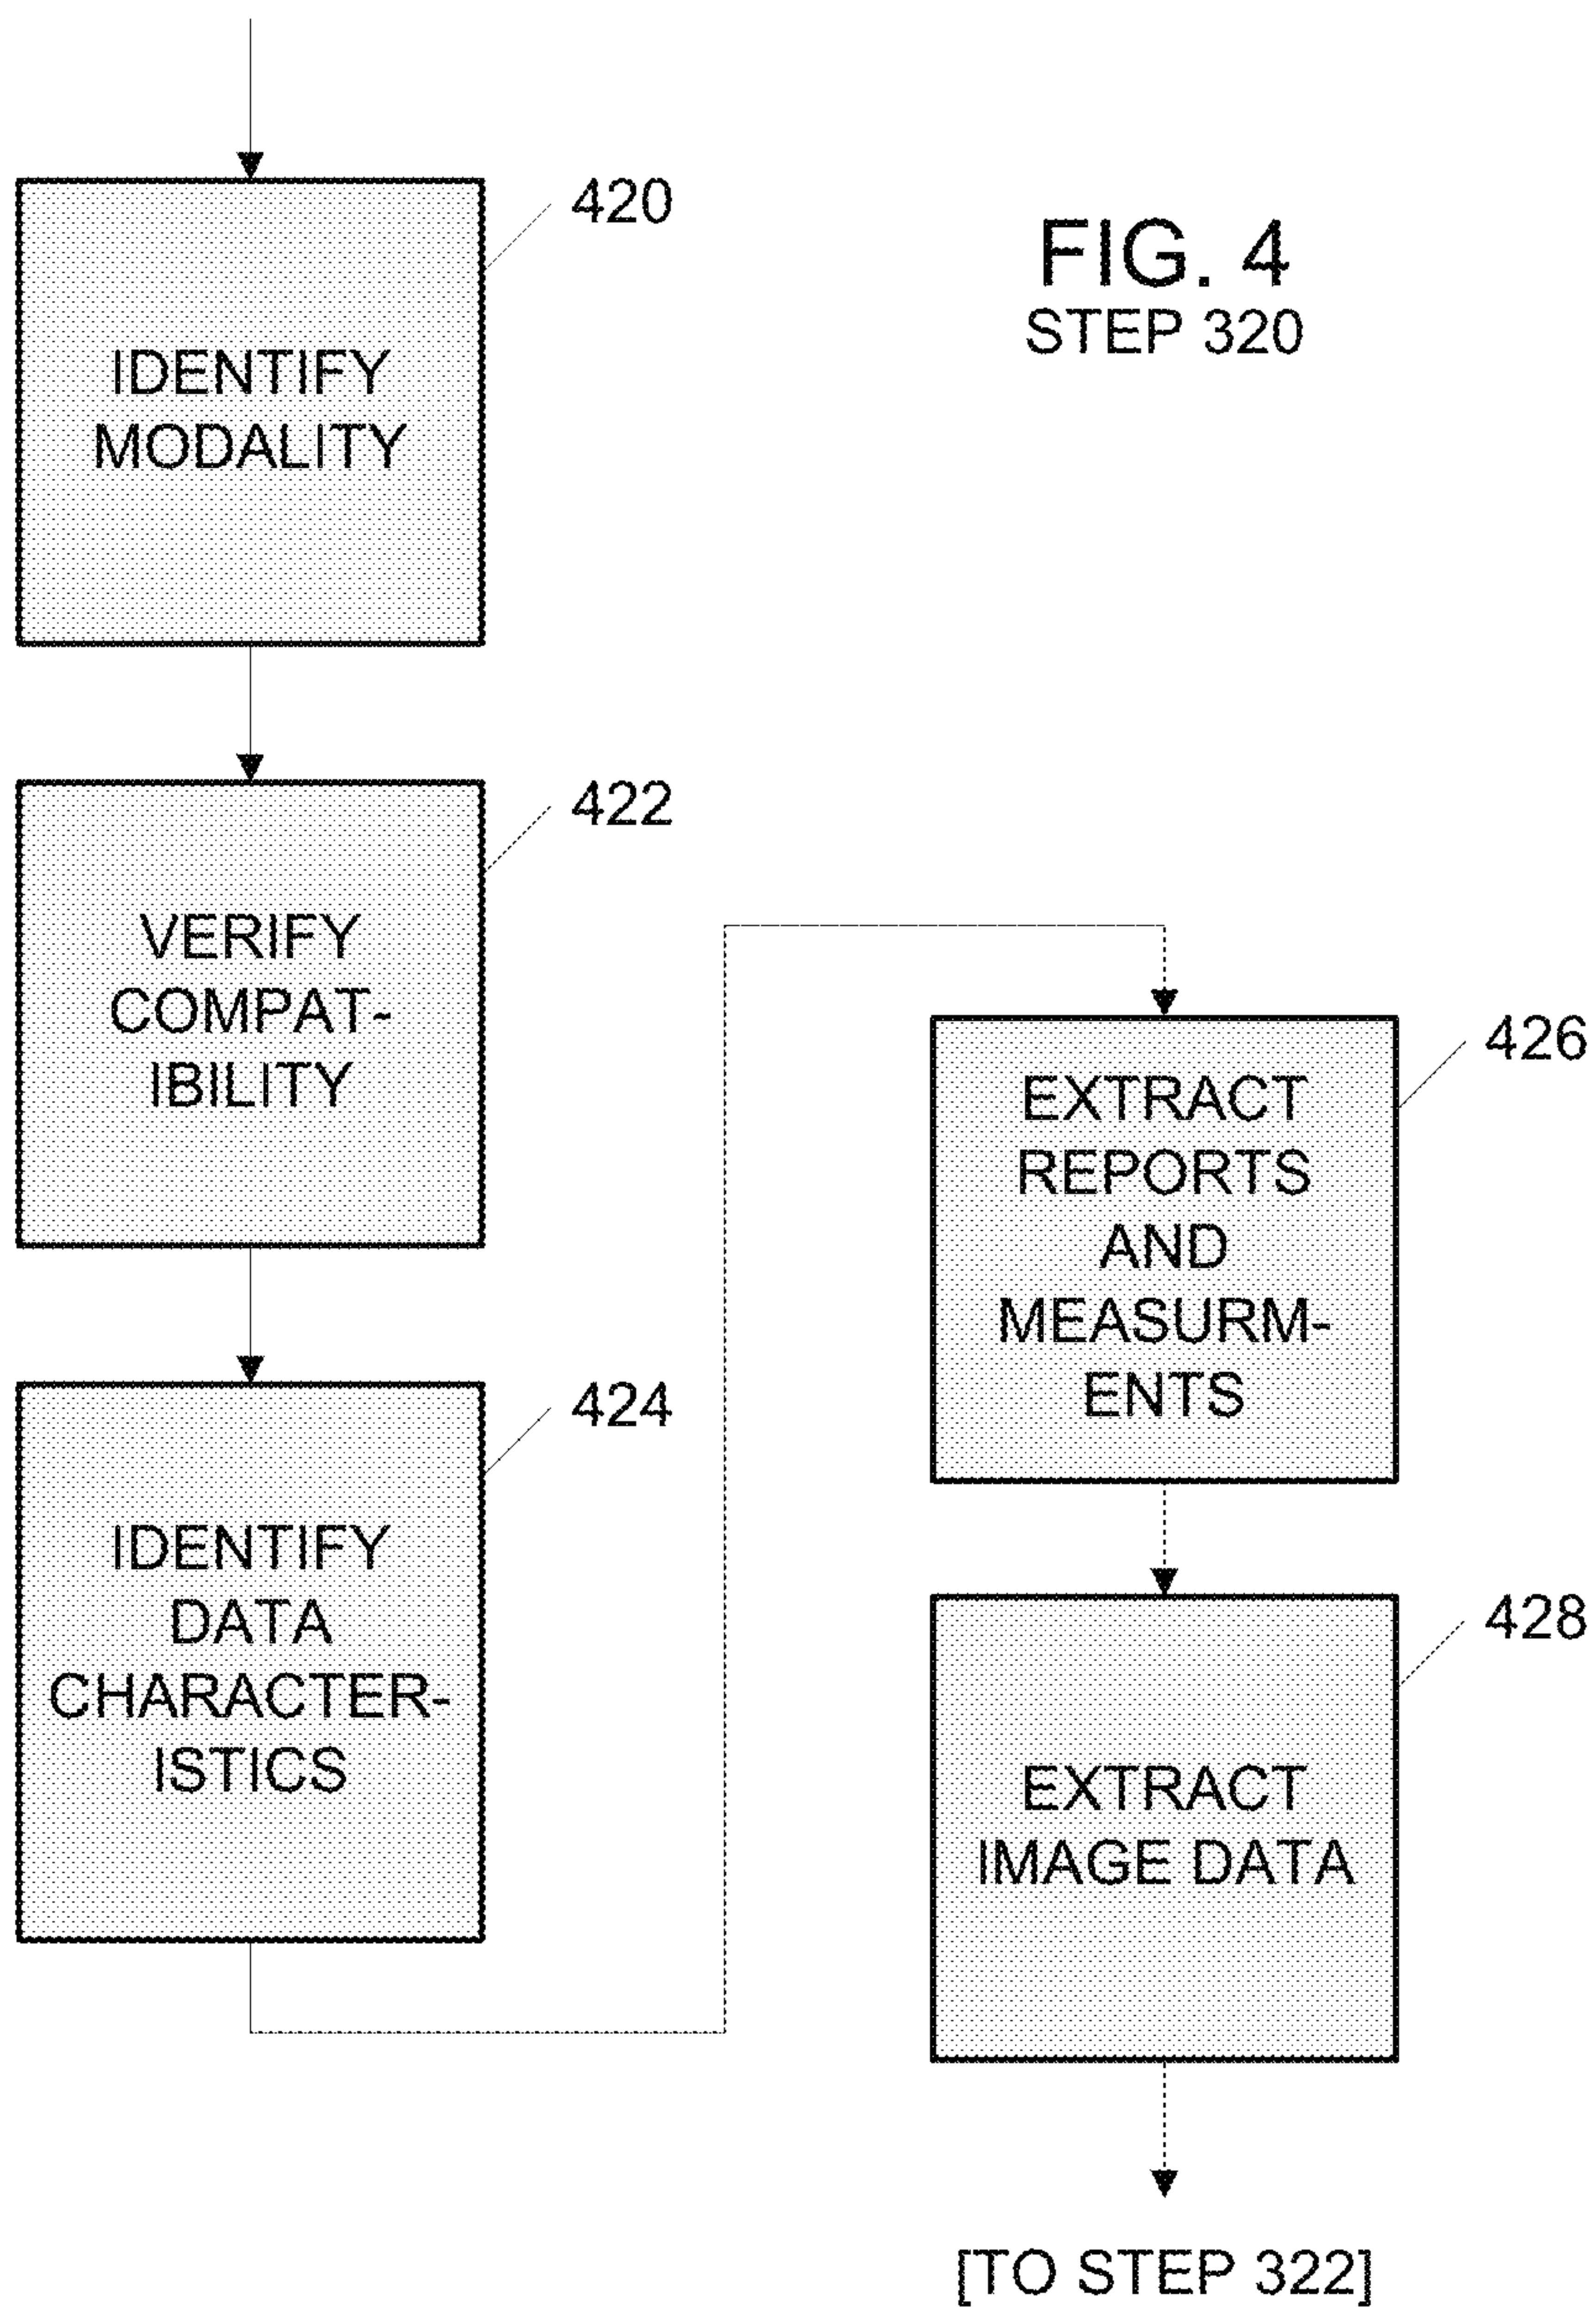 FIG. 4
STEP 320
420
IDENTIFY
MODALITY
422
VERIFY
COMPAT-
IBILITY
424
IDENTIFY
DATA
CHARACTER-
ISTICS
426
EXTRACT
REPORTS
AND
MEASURM-
ENTS
428
EXTRACT
IMAGE DATA
[TO STEP 322]